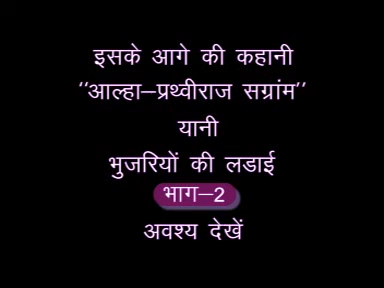 इसके आगे की कहानी
“आल्हा–प्रथ्वीराज सग्रांम”
यानी
भुजरियों की लडाई
भाग–2
अवश्य देखें